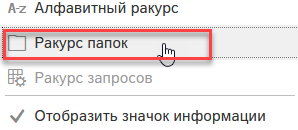 A-z Алфавитный ракурс
Ракурс папок
Ракурс запросов
Отобразить значок информации